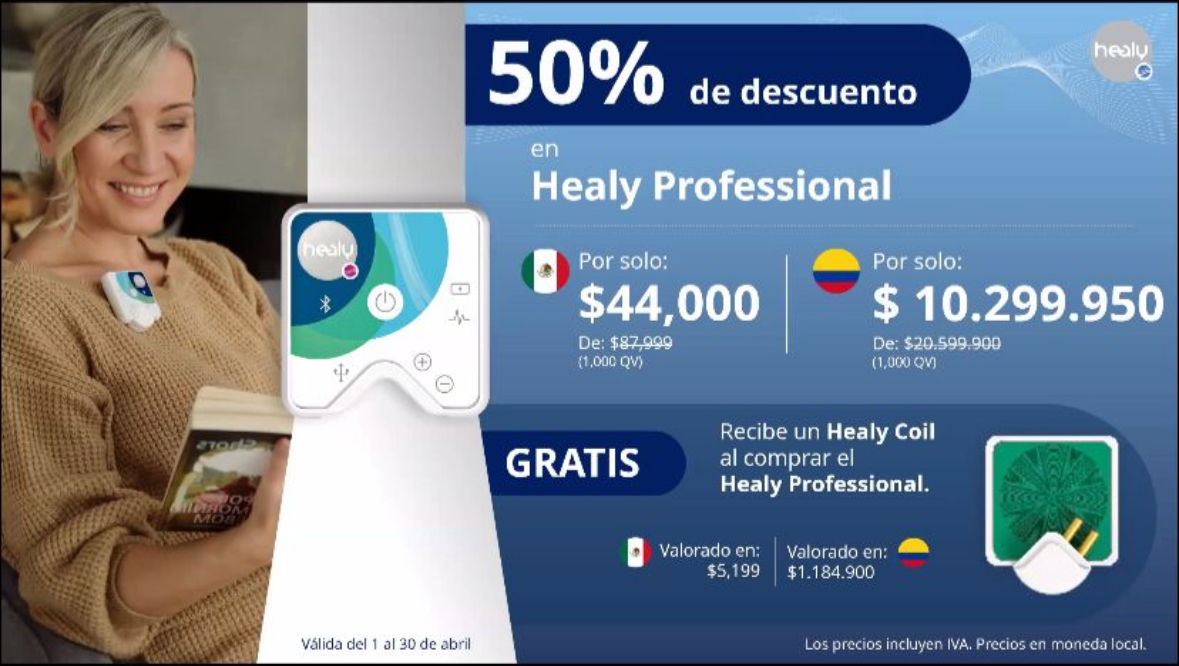 50% de descuento
healy
en
Healy Professional
healy
Por solo:
$44,000
De: $87,999
(1,000 QV)
Por solo:
$ 10.299.950
De: $20.599.900
(1,000 QV)
GRATIS
Recibe un Healy Coil
al comprar el
Healy Professional.
Valorado en:
$5,199
Valorado en:
$1.184.900
Válida del 1 al 30 de abril
Los precios incluyen IVA. Precios en moneda local.